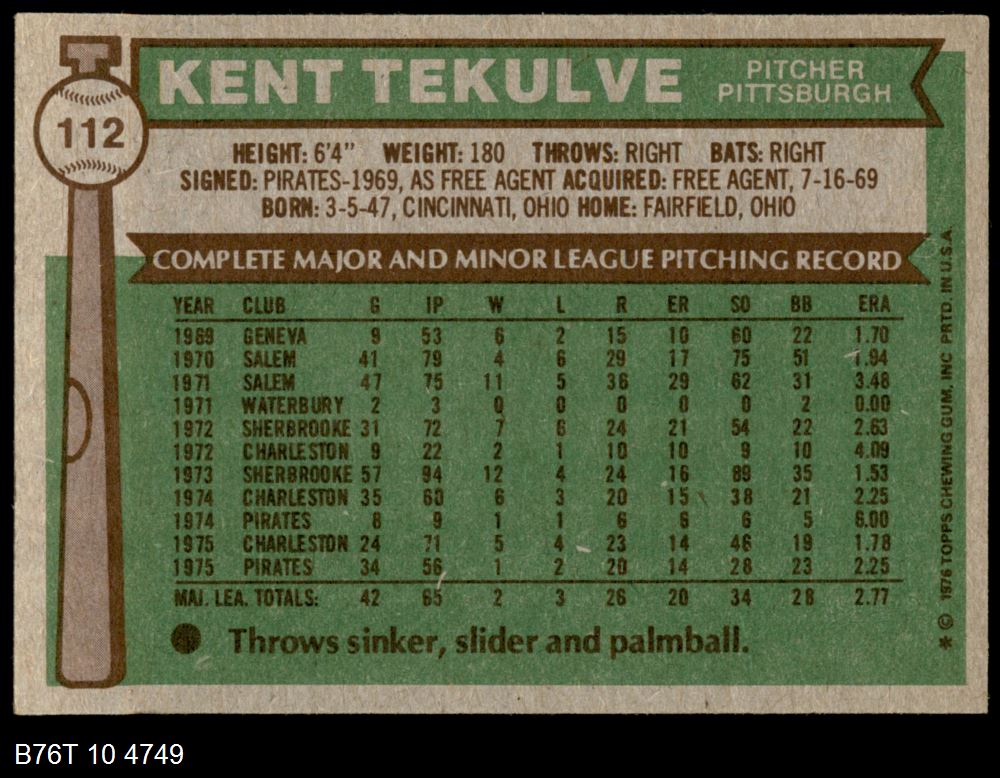 KENT TEKULVE
PITCHER
PITTSBURGH
112
HEIGHT: 6'4" WEIGHT: 180 THROWS: RIGHT BATS: RIGHT
SIGNED: PIRATES-1969, AS FREE AGENT ACQUIRED: FREE AGENT, 7-16-69
BORN: 3-5-47, CINCINNATI, OHIO HOME: FAIRFIELD, OHIO
COMPLETE MAJOR AND MINOR LEAGUE PITCHING RECORD
YEAR CLUB G IP W L R ER SO BB ERA
1969 GENEVA 9 53 6 2 15 10 60 22 1.70
1970 SALEM 41 79 4 6 29 17 75 51 1.94
1971 SALEM 47 75 11 5 36 29 62 31 3.48
1971 WATERBURY 2 3 0 0 0 0 0 2 0.00
1972 SHERBROOKE 31 72 7 6 24 21 54 22 2.63
1972 CHARLESTON 9 22 2 1 10 10 9 10 4.09
1973 SHERBROOKE 57 94 12 4 24 16 89 35 1.53
1974 CHARLESTON 35 60 6 3 20 15 38 21 2.25
1974 PIRATES 8 9 1 1 6 6 6 5 6.00
1975 CHARLESTON 24 71 5 4 23 14 46 19 1.78
1975 PIRATES 34 56 1 2 20 14 28 23 2.25
MAJ. LEA. TOTALS: 42 65 2 3 26 20 34 28 2.77
Throws sinker, slider and palmball.
* © 1976 TOPPS CHEWING GUM, INC PRTD. IN U.S.A.
B76T 10 4749